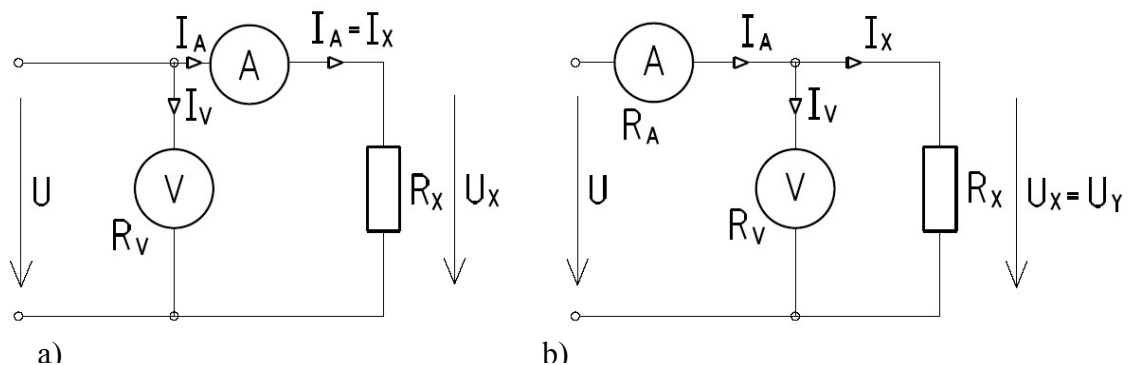 I_A I_A=I_X
A
I_V
U V R_X U_X
R_V
a)
I_A I_X
A
R_A I_V
U V R_X U_X=U_Y
R_V
b)